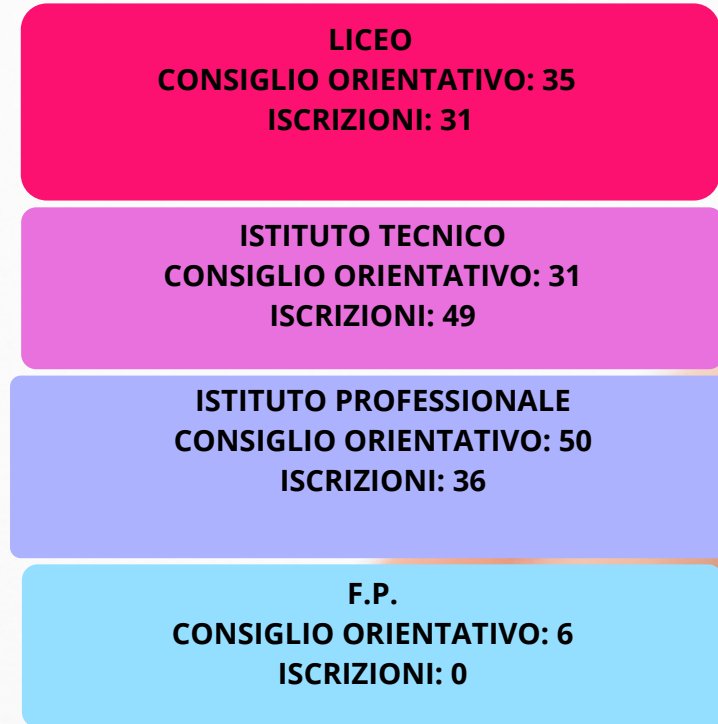 LICEO
CONSIGLIO ORIENTATIVO: 35
ISCRIZIONI: 31
ISTITUTO TECNICO
CONSIGLIO ORIENTATIVO: 31
ISCRIZIONI: 49
ISTITUTO PROFESSIONALE
CONSIGLIO ORIENTATIVO: 50
ISCRIZIONI: 36
F.P.
CONSIGLIO ORIENTATIVO: 6
ISCRIZIONI: 0